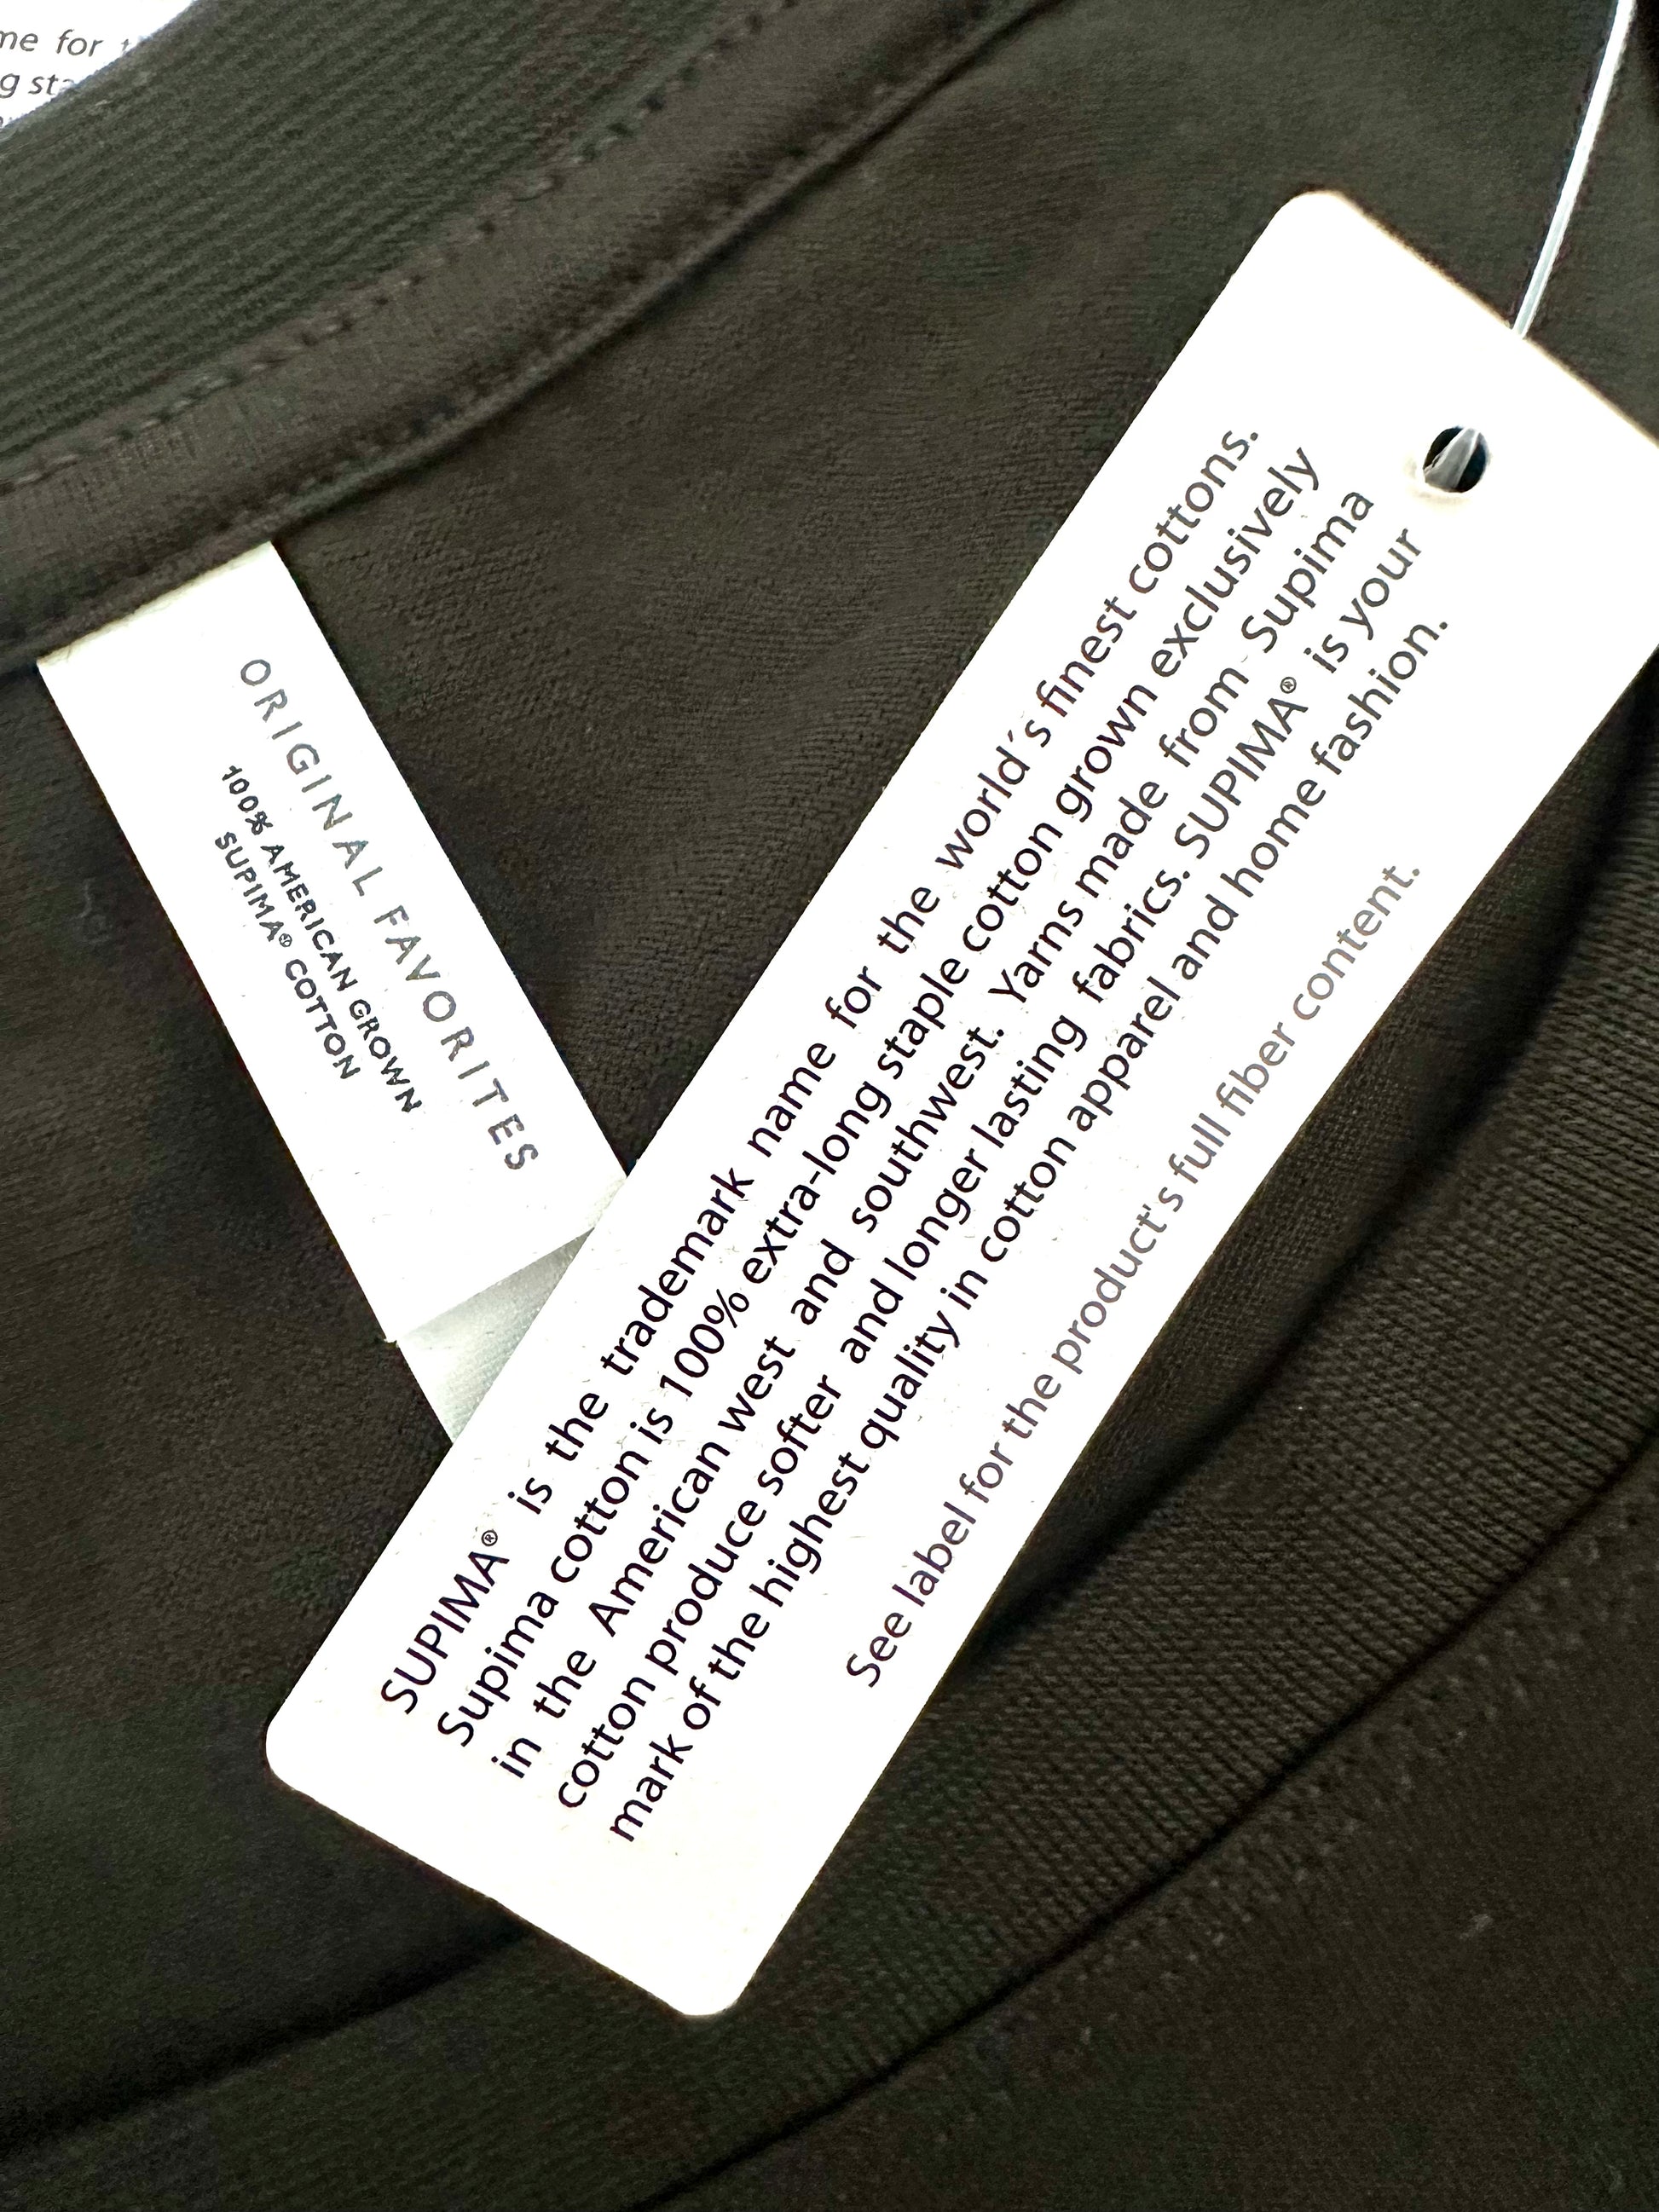 me for
g sta
ORIGINAL FAVORITES
100% AMERICAN GROWN
SUPIMA® COTTON
SUPIMA® is the trademark name for the world´s finest cottons.
Supima cotton is 100% extra-long staple cotton grown exclusively
in the American west and southwest. Yarns made from Supima
cotton produce softer and longer lasting fabrics. SUPIMA® is your
mark of the highest quality in cotton apparel and home fashion.
See label for the product's full fiber content.